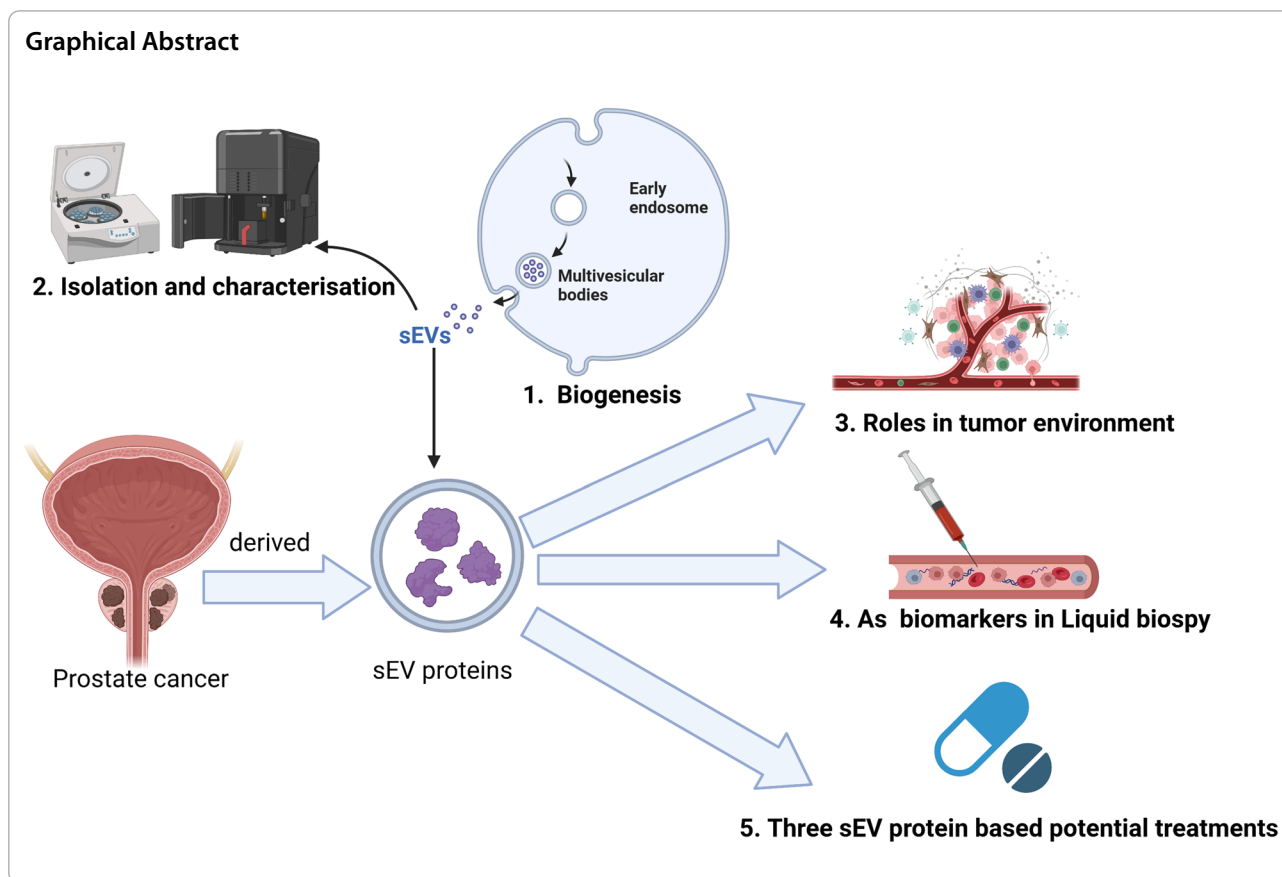 Graphical Abstract
Early
endosome
Multivesicular
bodies
2. Isolation and characterisation
sEVs
1. Biogenesis
3. Roles in tumor environment
derived
4. As biomarkers in Liquid biospy
Prostate cancer
sEV proteins
5. Three sEV protein based potential treatments